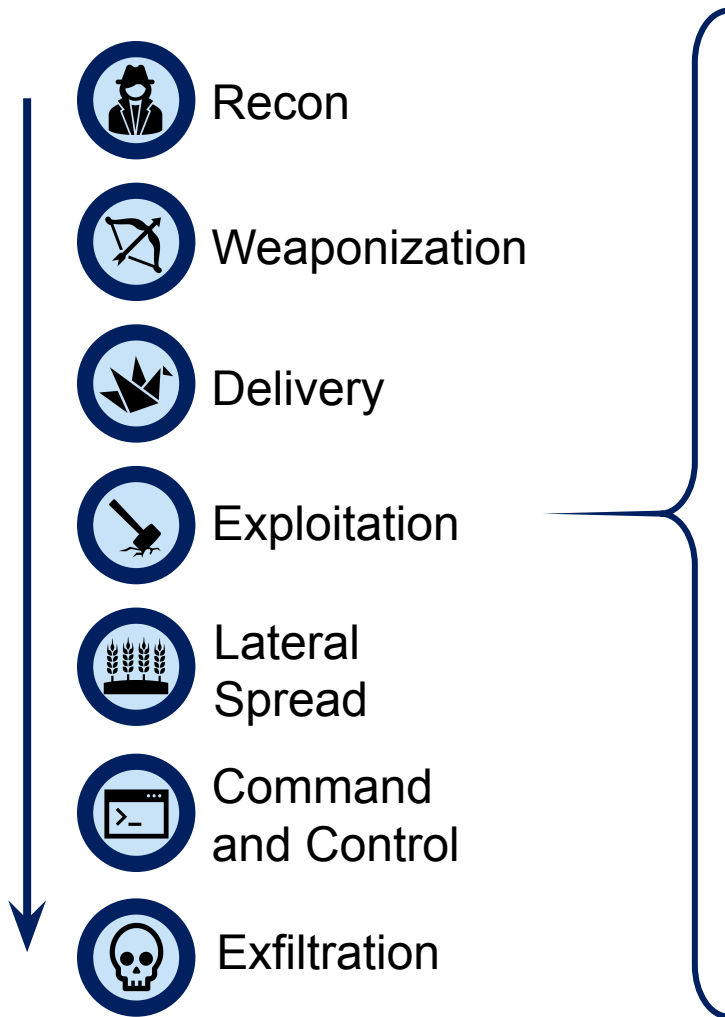 Recon
Weaponization
Delivery
Exploitation
Lateral
Spread
Command
and Control
Exfiltration